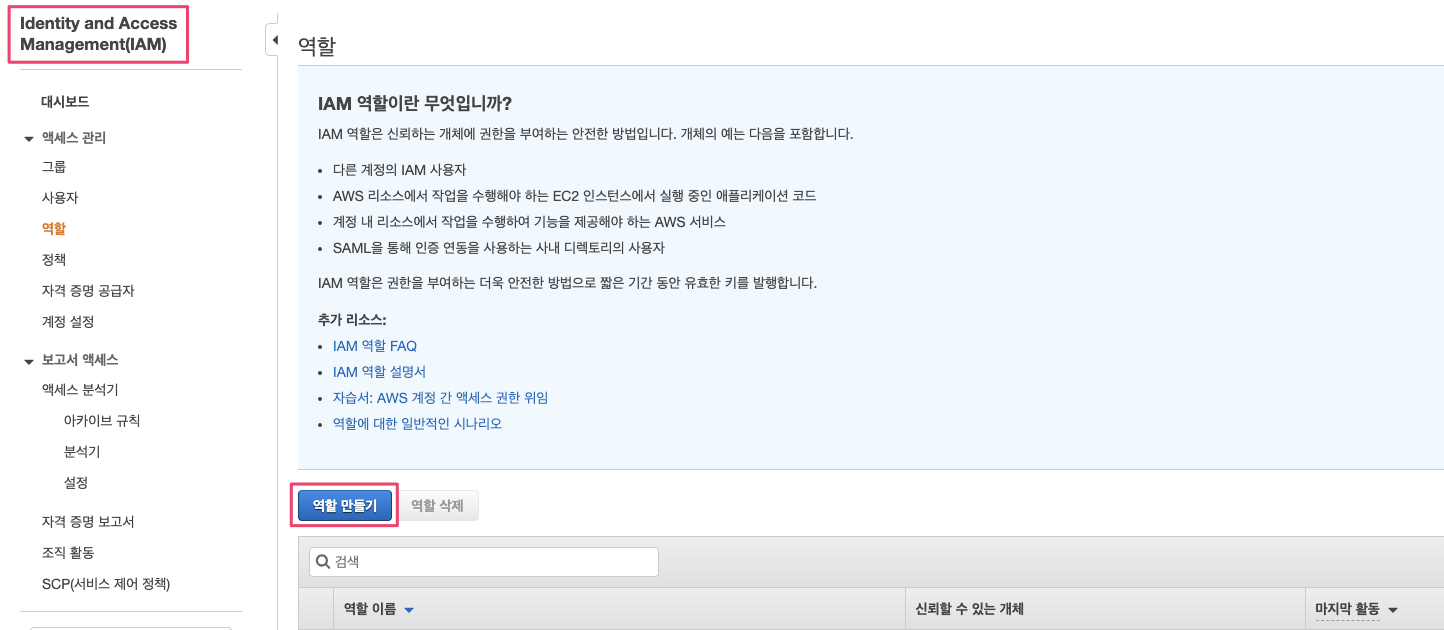 Identity and Access
Management(IAM)
대시보드
액세스 관리
그룹
사용자
역할
정책
자격 증명 공급자
계정 설정
보고서 액세스
액세스 분석기
아카이브 규칙
분석기
설정
자격 증명 보고서
조직 활동
SCP(서비스 제어 정책)
역할
IAM 역할이란 무엇입니까?
IAM 역할은 신뢰하는 개체에 권한을 부여하는 안전한 방법입니다. 개체의 예는 다음을 포함합니다.
다른 계정의 IAM 사용자
AWS 리소스에서 작업을 수행해야 하는 EC2 인스턴스에서 실행 중인 애플리케이션 코드
계정 내 리소스에서 작업을 수행하여 기능을 제공해야 하는 AWS 서비스
SAML을 통해 인증 연동을 사용하는 사내 디렉토리의 사용자
IAM 역할은 권한을 부여하는 더욱 안전한 방법으로 짧은 기간 동안 유효한 키를 발행합니다.
추가 리소스:
IAM 역할 FAQ
IAM 역할 설명서
자습서: AWS 계정 간 액세스 권한 위임
역할에 대한 일반적인 시나리오
역할 만들기 역할 삭제
검색
역할 이름 신뢰할 수 있는 개체 마지막 활동